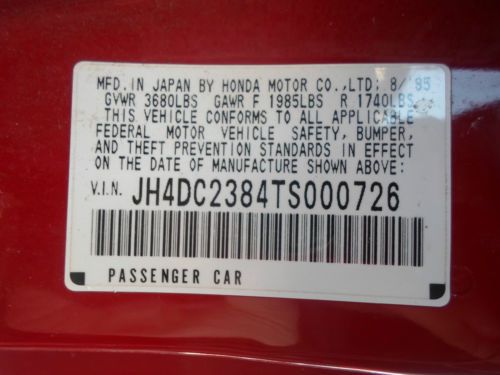 MFD.IN JAPAN BY HONDA MOTOR CO.,LTD; 8/'95
GVWR 3680LBS GAWR F 1985LBS R 1740LBS
THIS VEHICLE CONFORMS TO ALL APPLICABLE
FEDERAL MOTOR VEHICLE SAFETY, BUMPER,
AND THEFT PREVENTION STANDARDS IN EFFECT
ON THE DATE OF MANUFACTURE SHOWN ABOVE:
V.I.N. JH4DC2384TS000726
PASSENGER CAR